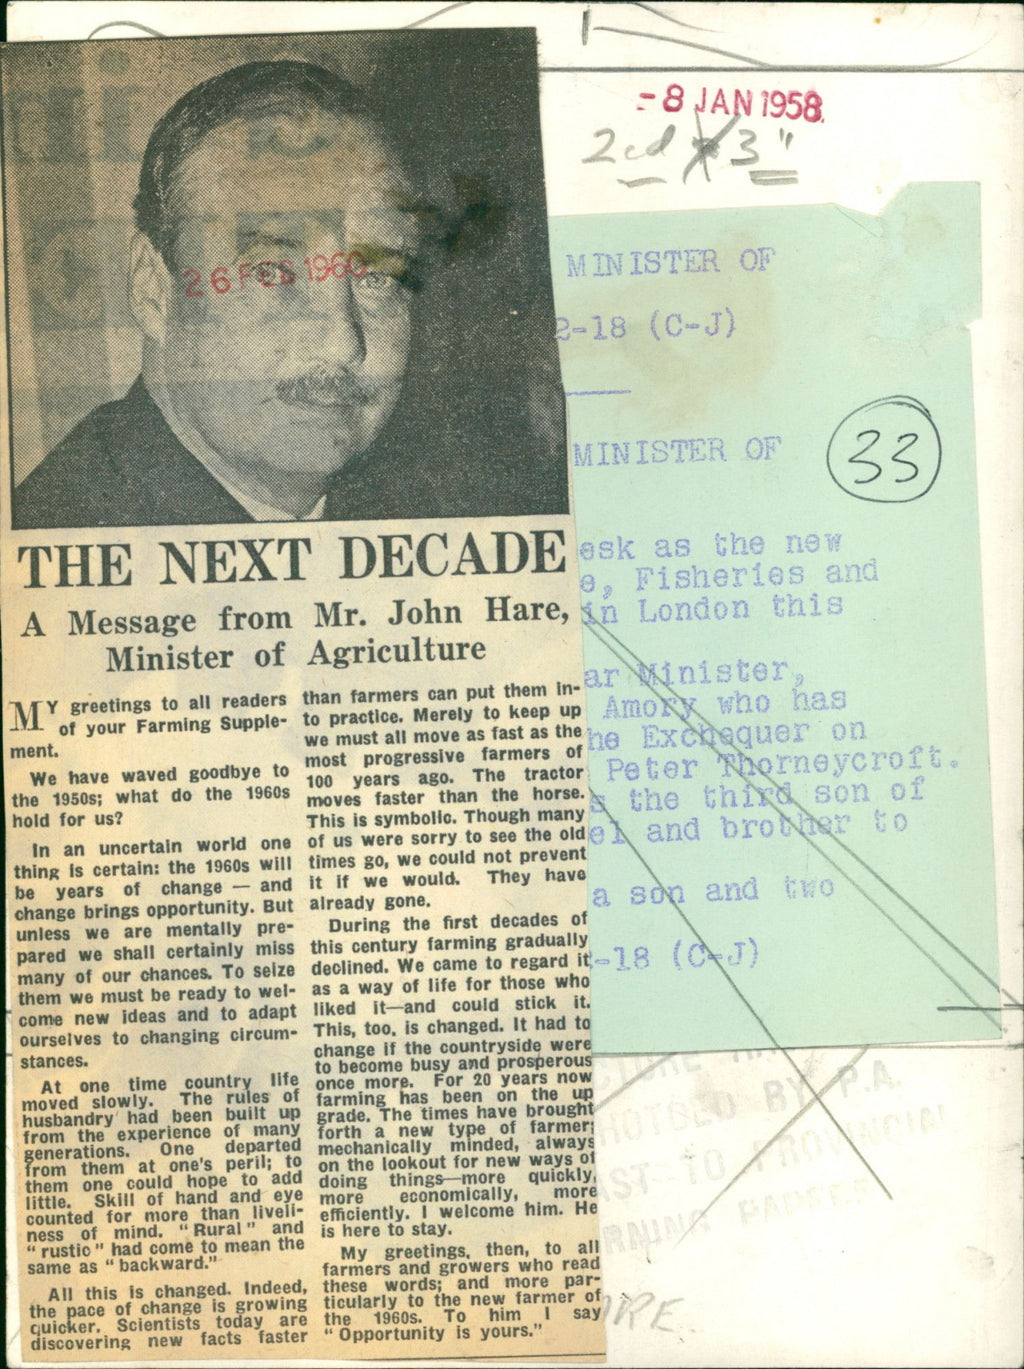 -8 JAN 1958
2 3"
26 FEB 1960
MINISTER OF
2-18 (C-J)
MINISTER OF
33
esk as the new
e, Fisheries and
in London this
ar Minister,
Amory who has
he Exchequer on
Peter Thorneycroft.
s the third son of
el and brother to
a son and two
-18 (C-J)
BY P.A.
TO PROVINCIAL
THE NEXT DECADE
A Message from Mr. John Hare,
Minister of Agriculture
MY greetings to all readers
of your Farming Supple-
ment.
We have waved goodbye to
the 1950s; what do the 1960s
hold for us?
In an uncertain world one
thing is certain: the 1960s will
be years of change — and
change brings opportunity. But
unless we are mentally pre-
pared we shall certainly miss
many of our chances. To seize
them we must be ready to wel-
come new ideas and to adapt
ourselves to changing circum-
stances.
At one time country life
moved slowly. The rules of
husbandry had been built up
from the experience of many
generations. One departed
from them at one's peril; to
them one could hope to add
little. Skill of hand and eye
counted for more than liveli-
ness of mind. "Rural" and
"rustic" had come to mean the
same as "backward."
All this is changed. Indeed,
the pace of change is growing
quicker. Scientists today are
discovering new facts faster
than farmers can put them in-
to practice. Merely to keep up
we must all move as fast as the
most progressive farmers of
100 years ago. The tractor
moves faster than the horse.
This is symbolic. Though many
of us were sorry to see the old
times go, we could not prevent
it if we would. They have
already gone.
During the first decades of
this century farming gradually
declined. We came to regard it
as a way of life for those who
liked it—and could stick it.
This, too, is changed. It had to
change if the countryside were
to become busy and prosperous
once more. For 20 years now
farming has been on the up
grade. The times have brought
forth a new type of farmer;
mechanically minded, always
on the lookout for new ways of
doing things—more quickly,
more economically, more
efficiently. I welcome him. He
is here to stay.
My greetings, then, to all
farmers and growers who read
these words; and more par-
ticularly to the new farmer of
the 1960s. To him I say
"Opportunity is yours."